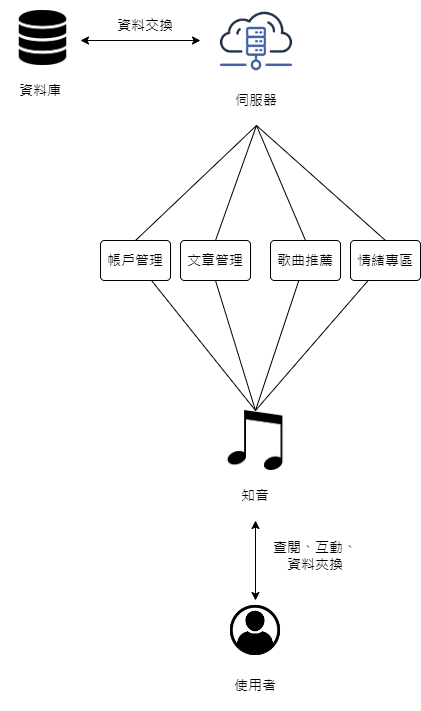 資料交換
資料庫
伺服器
帳戶管理
文章管理
歌曲推薦
情緒專區
知音
查閱、互動、
資料夾換
使用者